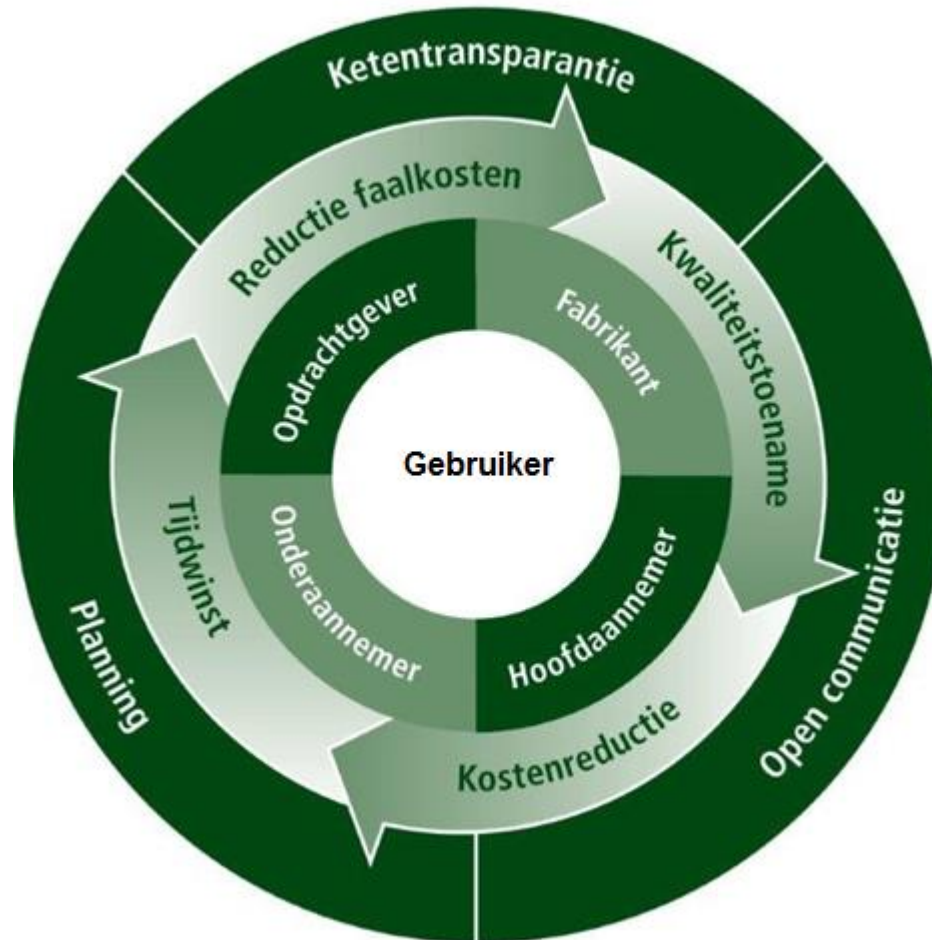 Ketentransparantie
Reductie faalkosten
Kwaliteitstoename
Opdrachtgever
Fabrikant
Gebruiker
Tijdwinst
Onderaannemer
Hoofdaannemer
Planning
Open communicatie
Kostenreductie